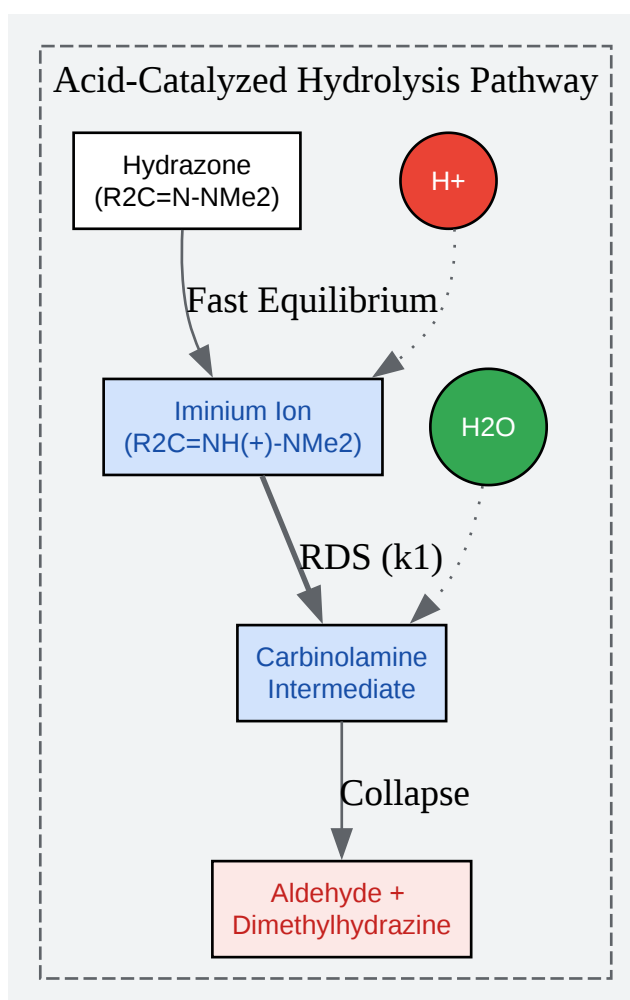 Acid-Catalyzed Hydrolysis Pathway
Hydrazone
(R2C=N-NMe2)
H+
Fast Equilibrium
Iminium Ion
(R2C=NH(+)-NMe2)
H2O
RDS (k1)
Carbinolamine
Intermediate
Collapse
Aldehyde +
Dimethylhydrazine